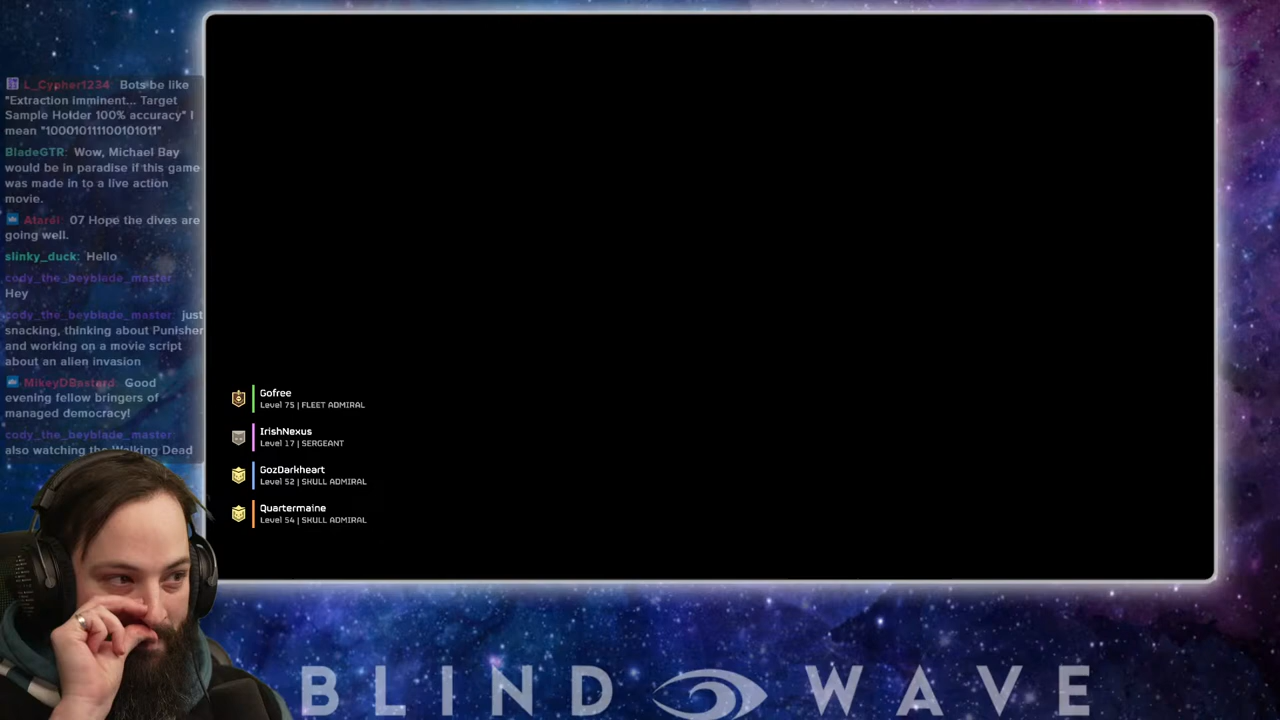 L_Cypher1234 Bots be like
"Extraction imminent... Target
Sample Holder 100% accuracy" I
mean "100010111100101011"
BladeGTR: Wow, Michael Bay
would be in paradise if this game
was made in to a live action
movie.
Atarei 07 Hope the dives are
going well.
slinky_duck: Hello
cody_the_beyblade_master:
Hey
cody_the_beyblade_master: just
snacking, thinking about Punisher
and working on a movie script
about an alien invasion
MikeyDBastard Good
evening fellow bringers of
managed democracy!
cody_the_beyblade_master:
also watching the Walking Dead
Gofree
Level 75 | FLEET ADMIRAL
IrishNexus
Level 17 | SERGEANT
GozDarkheart
Level 52 | SKULL ADMIRAL
Quartermaine
Level 54 | SKULL ADMIRAL
BLIND WAVE